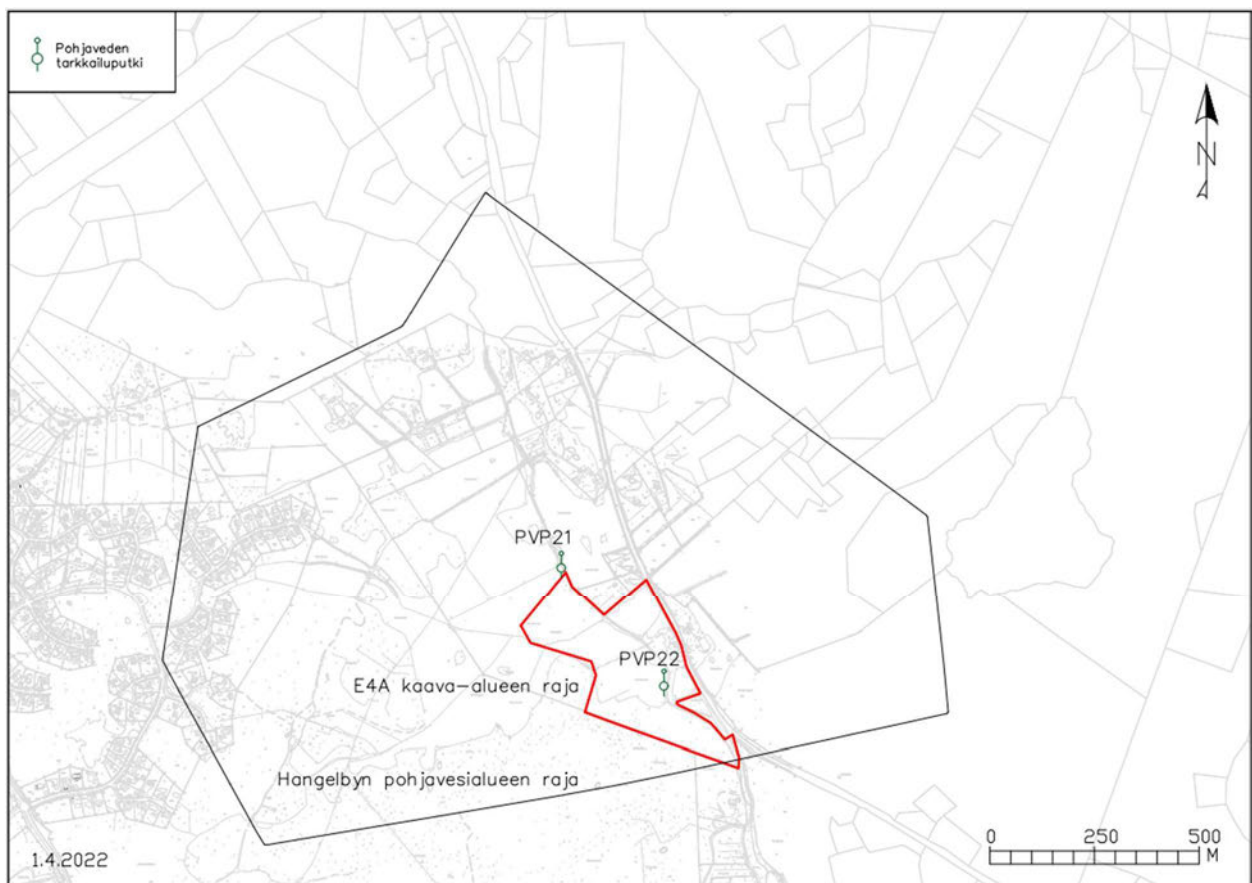 Pohjaveden
tarkkailuputki
N
PVP21
PVP22
E4A kaava-alueen raja
Hangelbyn pohjavesialueen raja
1.4.2022
0 250 500
M